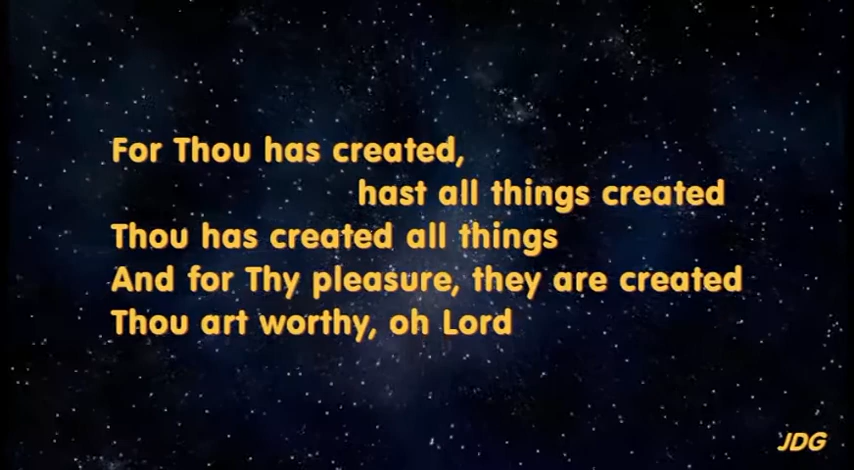 For Thou has created,
hast all things created
Thou has created all things
And for Thy pleasure, they are created
Thou art worthy, oh Lord
JDG